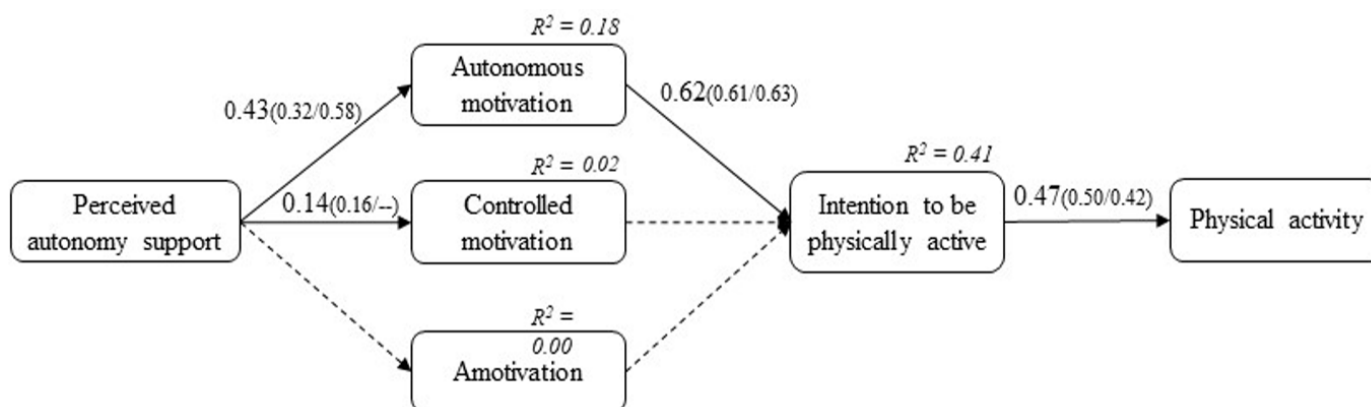 R² = 0.18
Autonomous
motivation
0.43(0.32/0.58)
0.62(0.61/0.63)
R² = 0.02
R² = 0.41
Perceived
autonomy support
0.14(0.16/--)
Controlled
motivation
Intention to be
physically active
0.47(0.50/0.42)
Physical activity
R² =
0.00
Amotivation